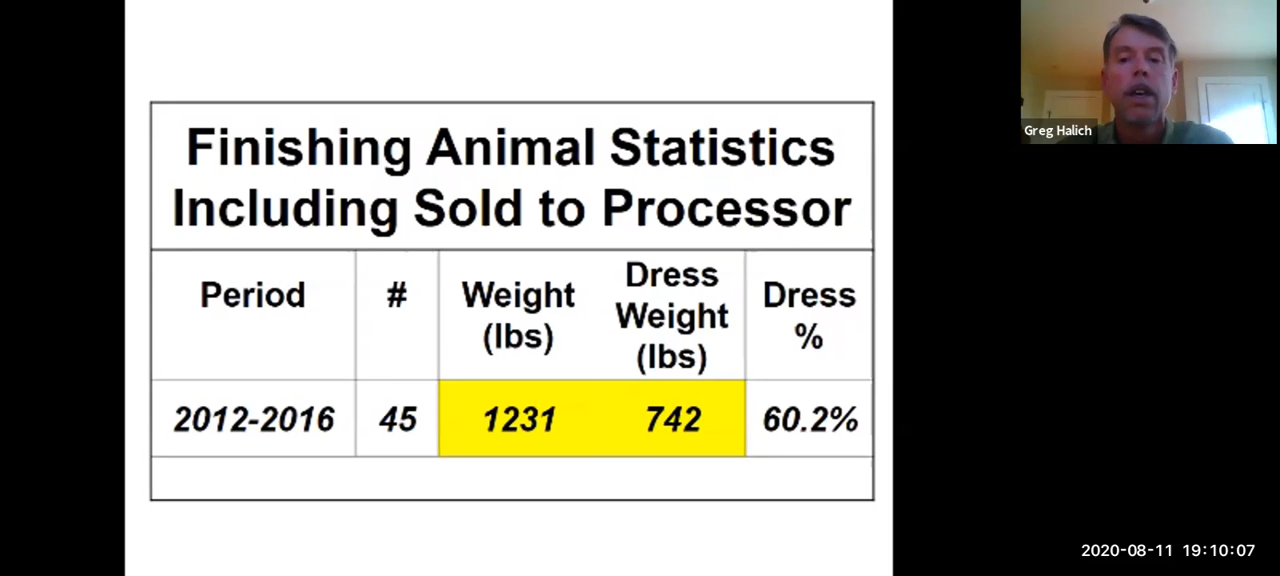 Finishing Animal Statistics
Including Sold to Processor
Period
#
Weight
(lbs)
Dress
Weight
(lbs)
Dress
%
2012-2016
45
1231
742
60.2%
Greg Halich
2020-08-11 19:10:07